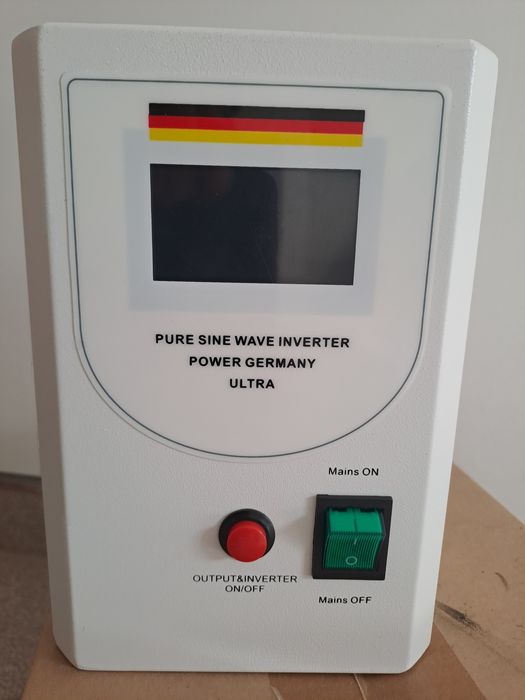 PURE SINE WAVE INVERTER
POWER GERMANY
ULTRA
Mains ON
OUTPUT&INVERTER
ON/OFF
Mains OFF